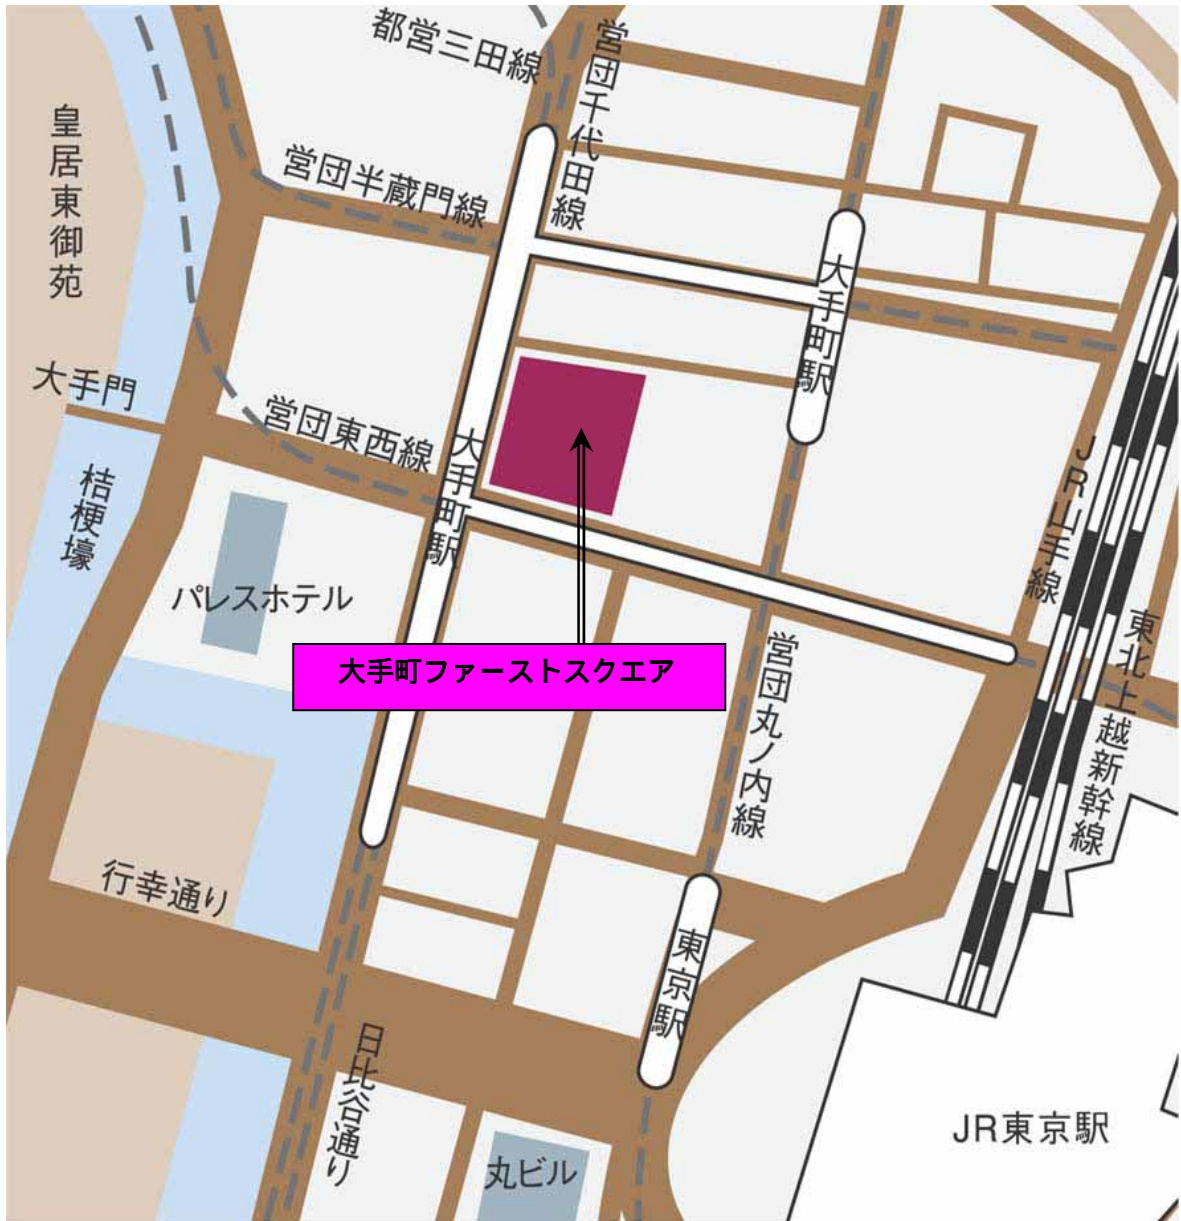 都営三田線
営団千代田線
皇居東御苑
営団半蔵門線
大手町駅
大手門
営団東西線
大手町駅
JR山手線
桔梗壕
パレスホテル
東北上越新幹線
営団丸ノ内線
大手町ファーストスクエア
行幸通り
東京駅
日比谷通り
JR東京駅
丸ビル